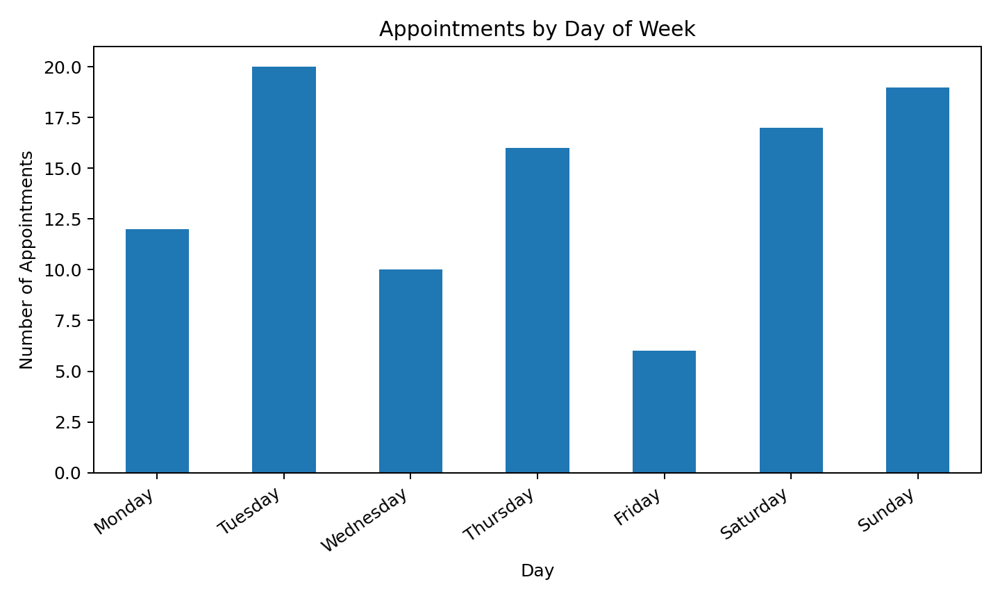 Appointments by Day of Week
Number of Appointments
20.0
17.5
15.0
12.5
10.0
7.5
5.0
2.5
0.0
Monday
Tuesday
Wednesday
Thursday
Friday
Saturday
Sunday
Day